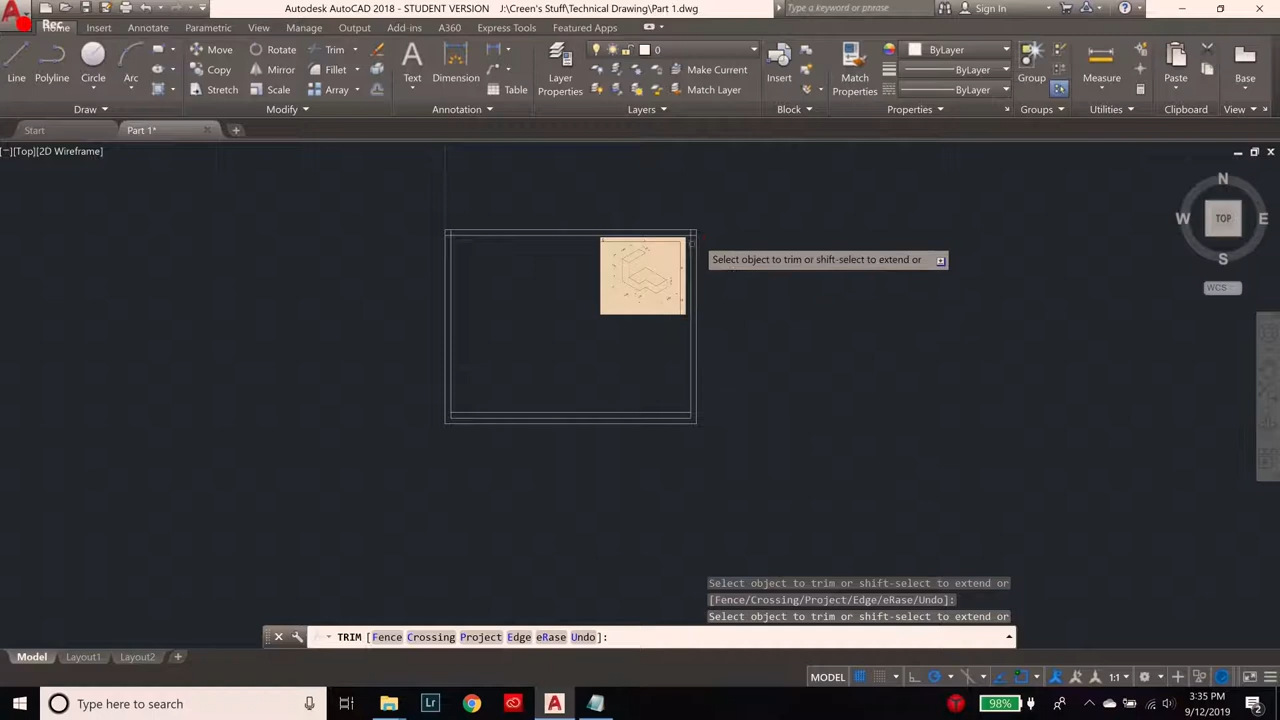 Autodesk AutoCAD 2018 - STUDENT VERSION J:\Creen's Stuff\Technical Drawing\Part 1.dwg
Type a keyword or phrase
Sign In
Rec
Home Insert Annotate Parametric View Manage Output Add-ins A360 Express Tools Featured Apps
Line Polyline Circle Arc
Move Rotate Trim
Copy Mirror Fillet
Stretch Scale Array
Text Dimension Table
Layer Properties
0
Make Current
Match Layer
Insert
Match Properties
ByLayer
ByLayer
ByLayer
Group
Measure
Paste
Base
Draw Modify Annotation Layers Block Properties Groups Utilities Clipboard View
Start Part 1*
[−][Top][2D Wireframe]
N
W TOP E
S
WCS
Select object to trim or shift-select to extend or
Select object to trim or shift-select to extend or
[Fence/Crossing/Project/Edge/eRase/Undo]:
Select object to trim or shift-select to extend or
TRIM [Fence Crossing Project Edge eRase Undo]:
Model Layout1 Layout2
MODEL 1:1
Type here to search
Lr
98%
3:35 PM
9/12/2019
2